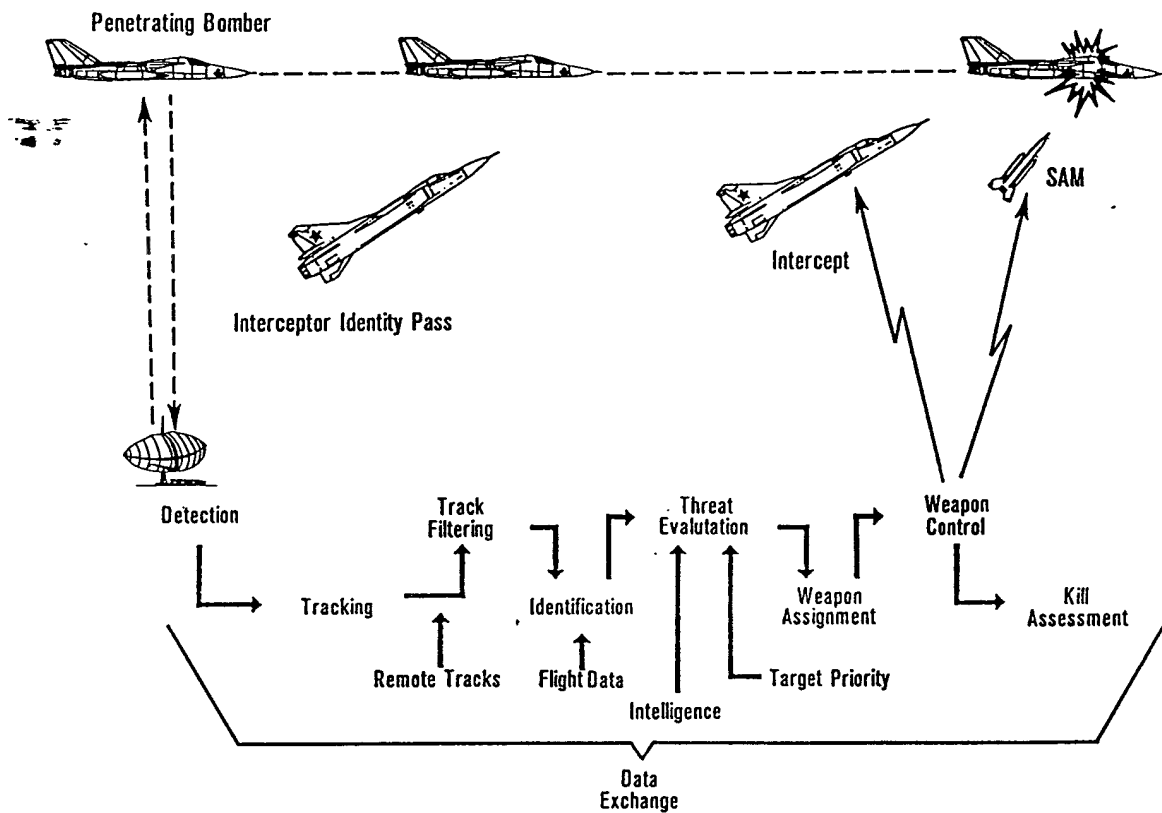 Penetrating Bomber
SAM
Intercept
Interceptor Identity Pass
Detection
Track
Filtering
Threat
Evalutation
Weapon
Control
Tracking
Identification
Weapon
Assignment
Kill
Assessment
Remote Tracks
Flight Data
Target Priority
Intelligence
Data
Exchange